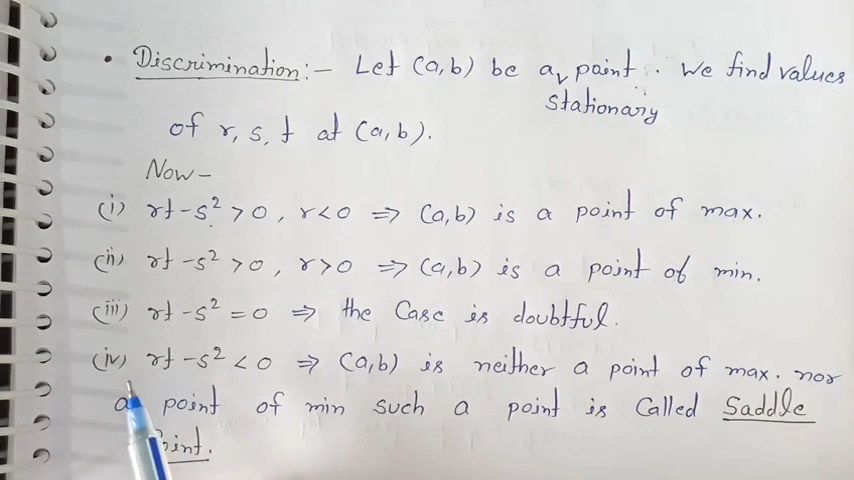 • Discrimination:- Let (a,b) be a stationary point. We find values
of r, s, t at (a,b).
Now-
(i) rt-s² > 0, r<0 ⇒ (a,b) is a point of max.
(ii) rt-s² > 0, r>0 ⇒ (a,b) is a point of min.
(iii) rt-s² = 0 ⇒ the Case is doubtful.
(iv) rt-s² < 0 ⇒ (a,b) is neither a point of max. nor
a point of min such a point is Called Saddle